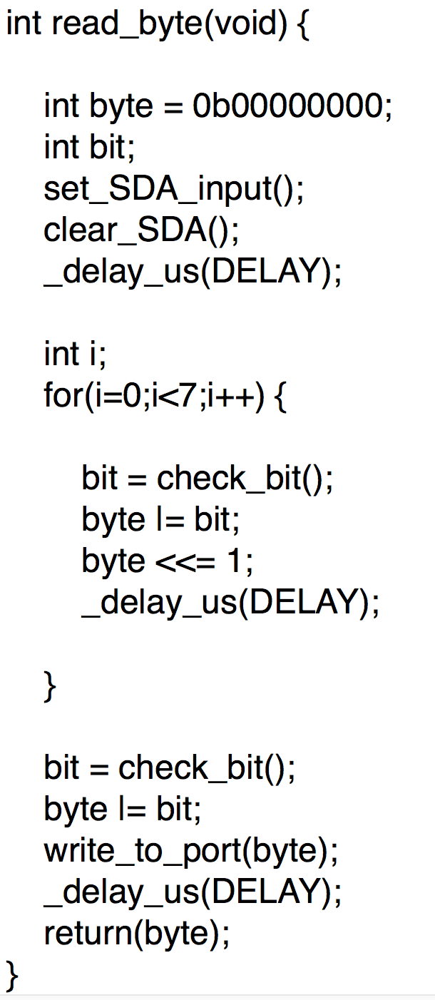 int read_byte(void) {
int byte = 0b00000000;
int bit;
set_SDA_input();
clear_SDA();
_delay_us(DELAY);
int i;
for(i=0;i<7;i++) {
bit = check_bit();
byte |= bit;
byte <<= 1;
_delay_us(DELAY);
}
bit = check_bit();
byte |= bit;
write_to_port(byte);
_delay_us(DELAY);
return(byte);
}